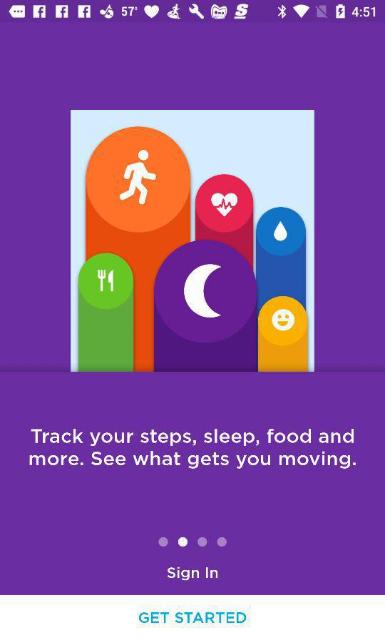 57° 4:51
Track your steps, sleep, food and
more. See what gets you moving.
Sign In
GET STARTED